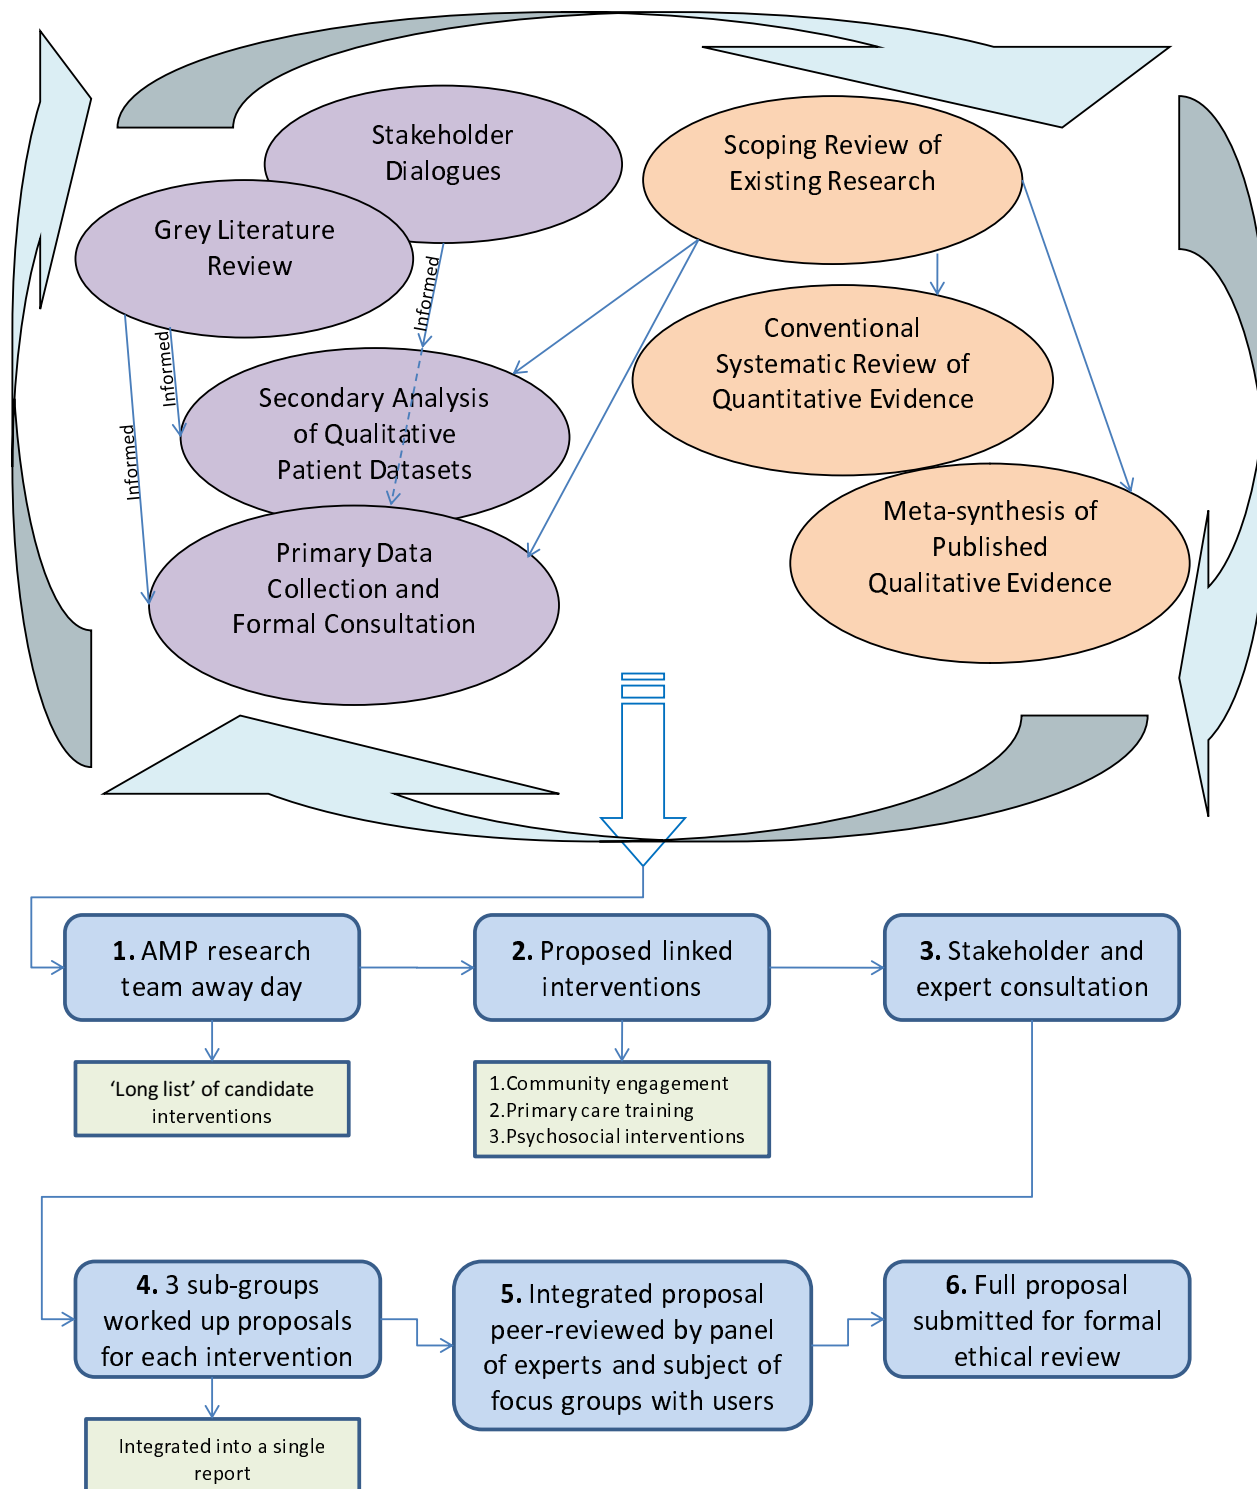 Stakeholder
Dialogues
Scoping Review of
Existing Research
Grey Literature
Review
Informed
Informed
Informed
Conventional
Systematic Review of
Quantitative Evidence
Secondary Analysis
of Qualitative
Patient Datasets
Meta-synthesis of
Published
Qualitative Evidence
Primary Data
Collection and
Formal Consultation
1. AMP research
team away day
2. Proposed linked
interventions
3. Stakeholder and
expert consultation
‘Long list’ of candidate
interventions
1.Community engagement
2.Primary care training
3.Psychosocial interventions
4. 3 sub-groups
worked up proposals
for each intervention
5. Integrated proposal
peer-reviewed by panel
of experts and subject of
focus groups with users
6. Full proposal
submitted for formal
ethical review
Integrated into a single
report